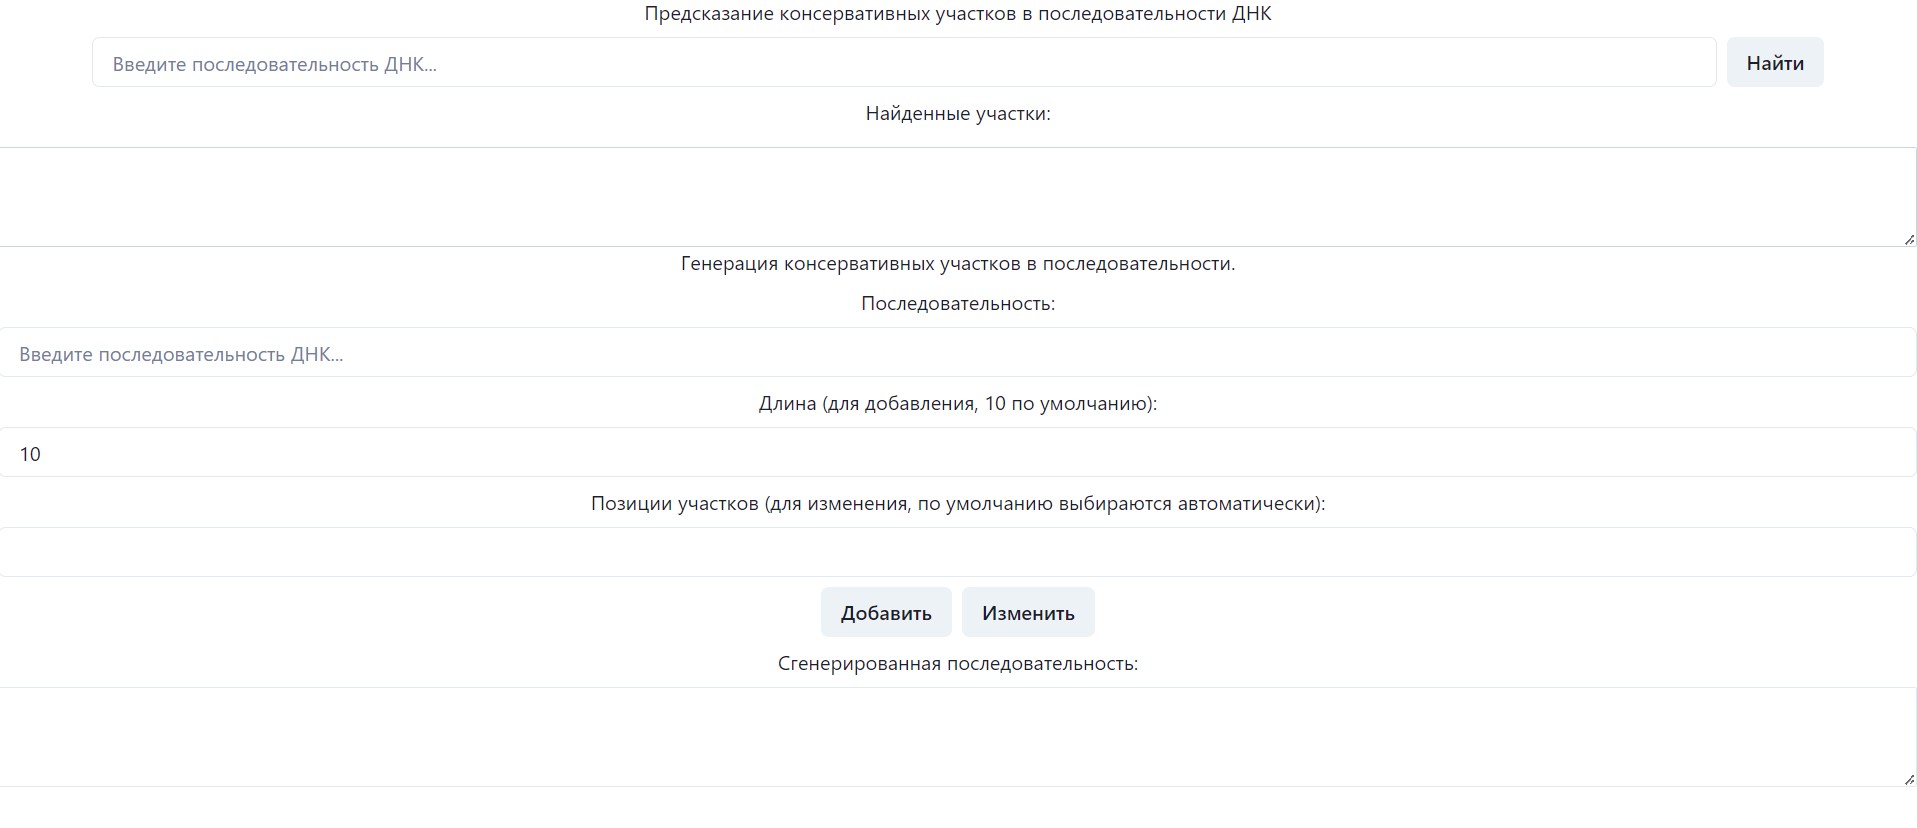 Предсказание консервативных участков в последовательности ДНК
Введите последовательность ДНК...
Найти
Найденные участки:
Генерация консервативных участков в последовательности.
Последовательность:
Введите последовательность ДНК...
Длина (для добавления, 10 по умолчанию):
10
Позиции участков (для изменения, по умолчанию выбираются автоматически):
Добавить Изменить
Сгенерированная последовательность: